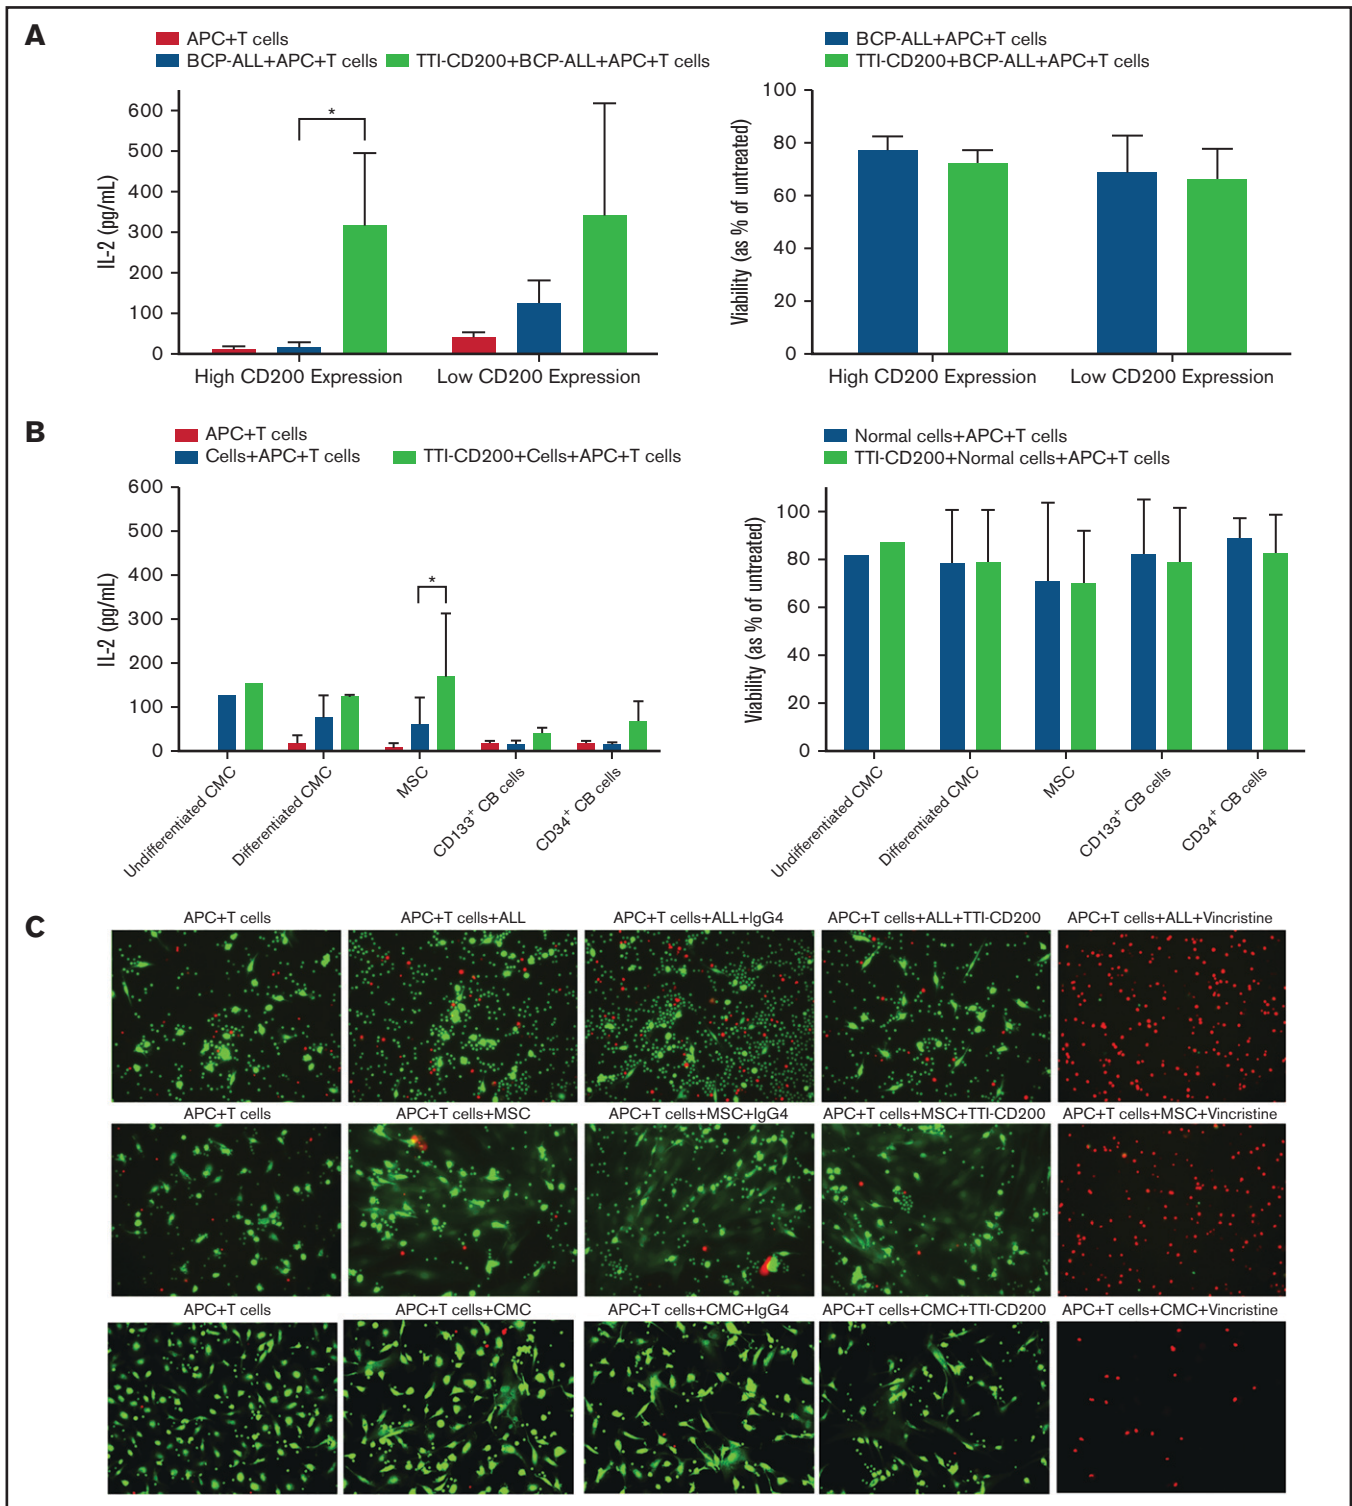 A
APC+T cells
BCP-ALL+APC+T cells
TTI-CD200+BCP-ALL+APC+T cells
BCP-ALL+APC+T cells
TTI-CD200+BCP-ALL+APC+T cells
IL-2 (pg/mL)
600
500
400
300
200
100
0
*
High CD200 Expression
Low CD200 Expression
Viability (as % of untreated)
100
80
60
40
20
0
High CD200 Expression
Low CD200 Expression
B
APC+T cells
Cells+APC+T cells
TTI-CD200+Cells+APC+T cells
Normal cells+APC+T cells
TTI-CD200+Normal cells+APC+T cells
IL-2 (pg/mL)
600
500
400
300
200
100
0
*
Undifferentiated CMC
Differentiated CMC
MSC
CD133+ CB cells
CD34+ CB cells
Viability (as % of untreated)
100
80
60
40
20
0
Undifferentiated CMC
Differentiated CMC
MSC
CD133+ CB cells
CD34+ CB cells
C
APC+T cells
APC+T cells+ALL
APC+T cells+ALL+IgG4
APC+T cells+ALL+TTI-CD200
APC+T cells+ALL+Vincristine
APC+T cells
APC+T cells+MSC
APC+T cells+MSC+IgG4
APC+T cells+MSC+TTI-CD200
APC+T cells+MSC+Vincristine
APC+T cells
APC+T cells+CMC
APC+T cells+CMC+IgG4
APC+T cells+CMC+TTI-CD200
APC+T cells+CMC+Vincristine